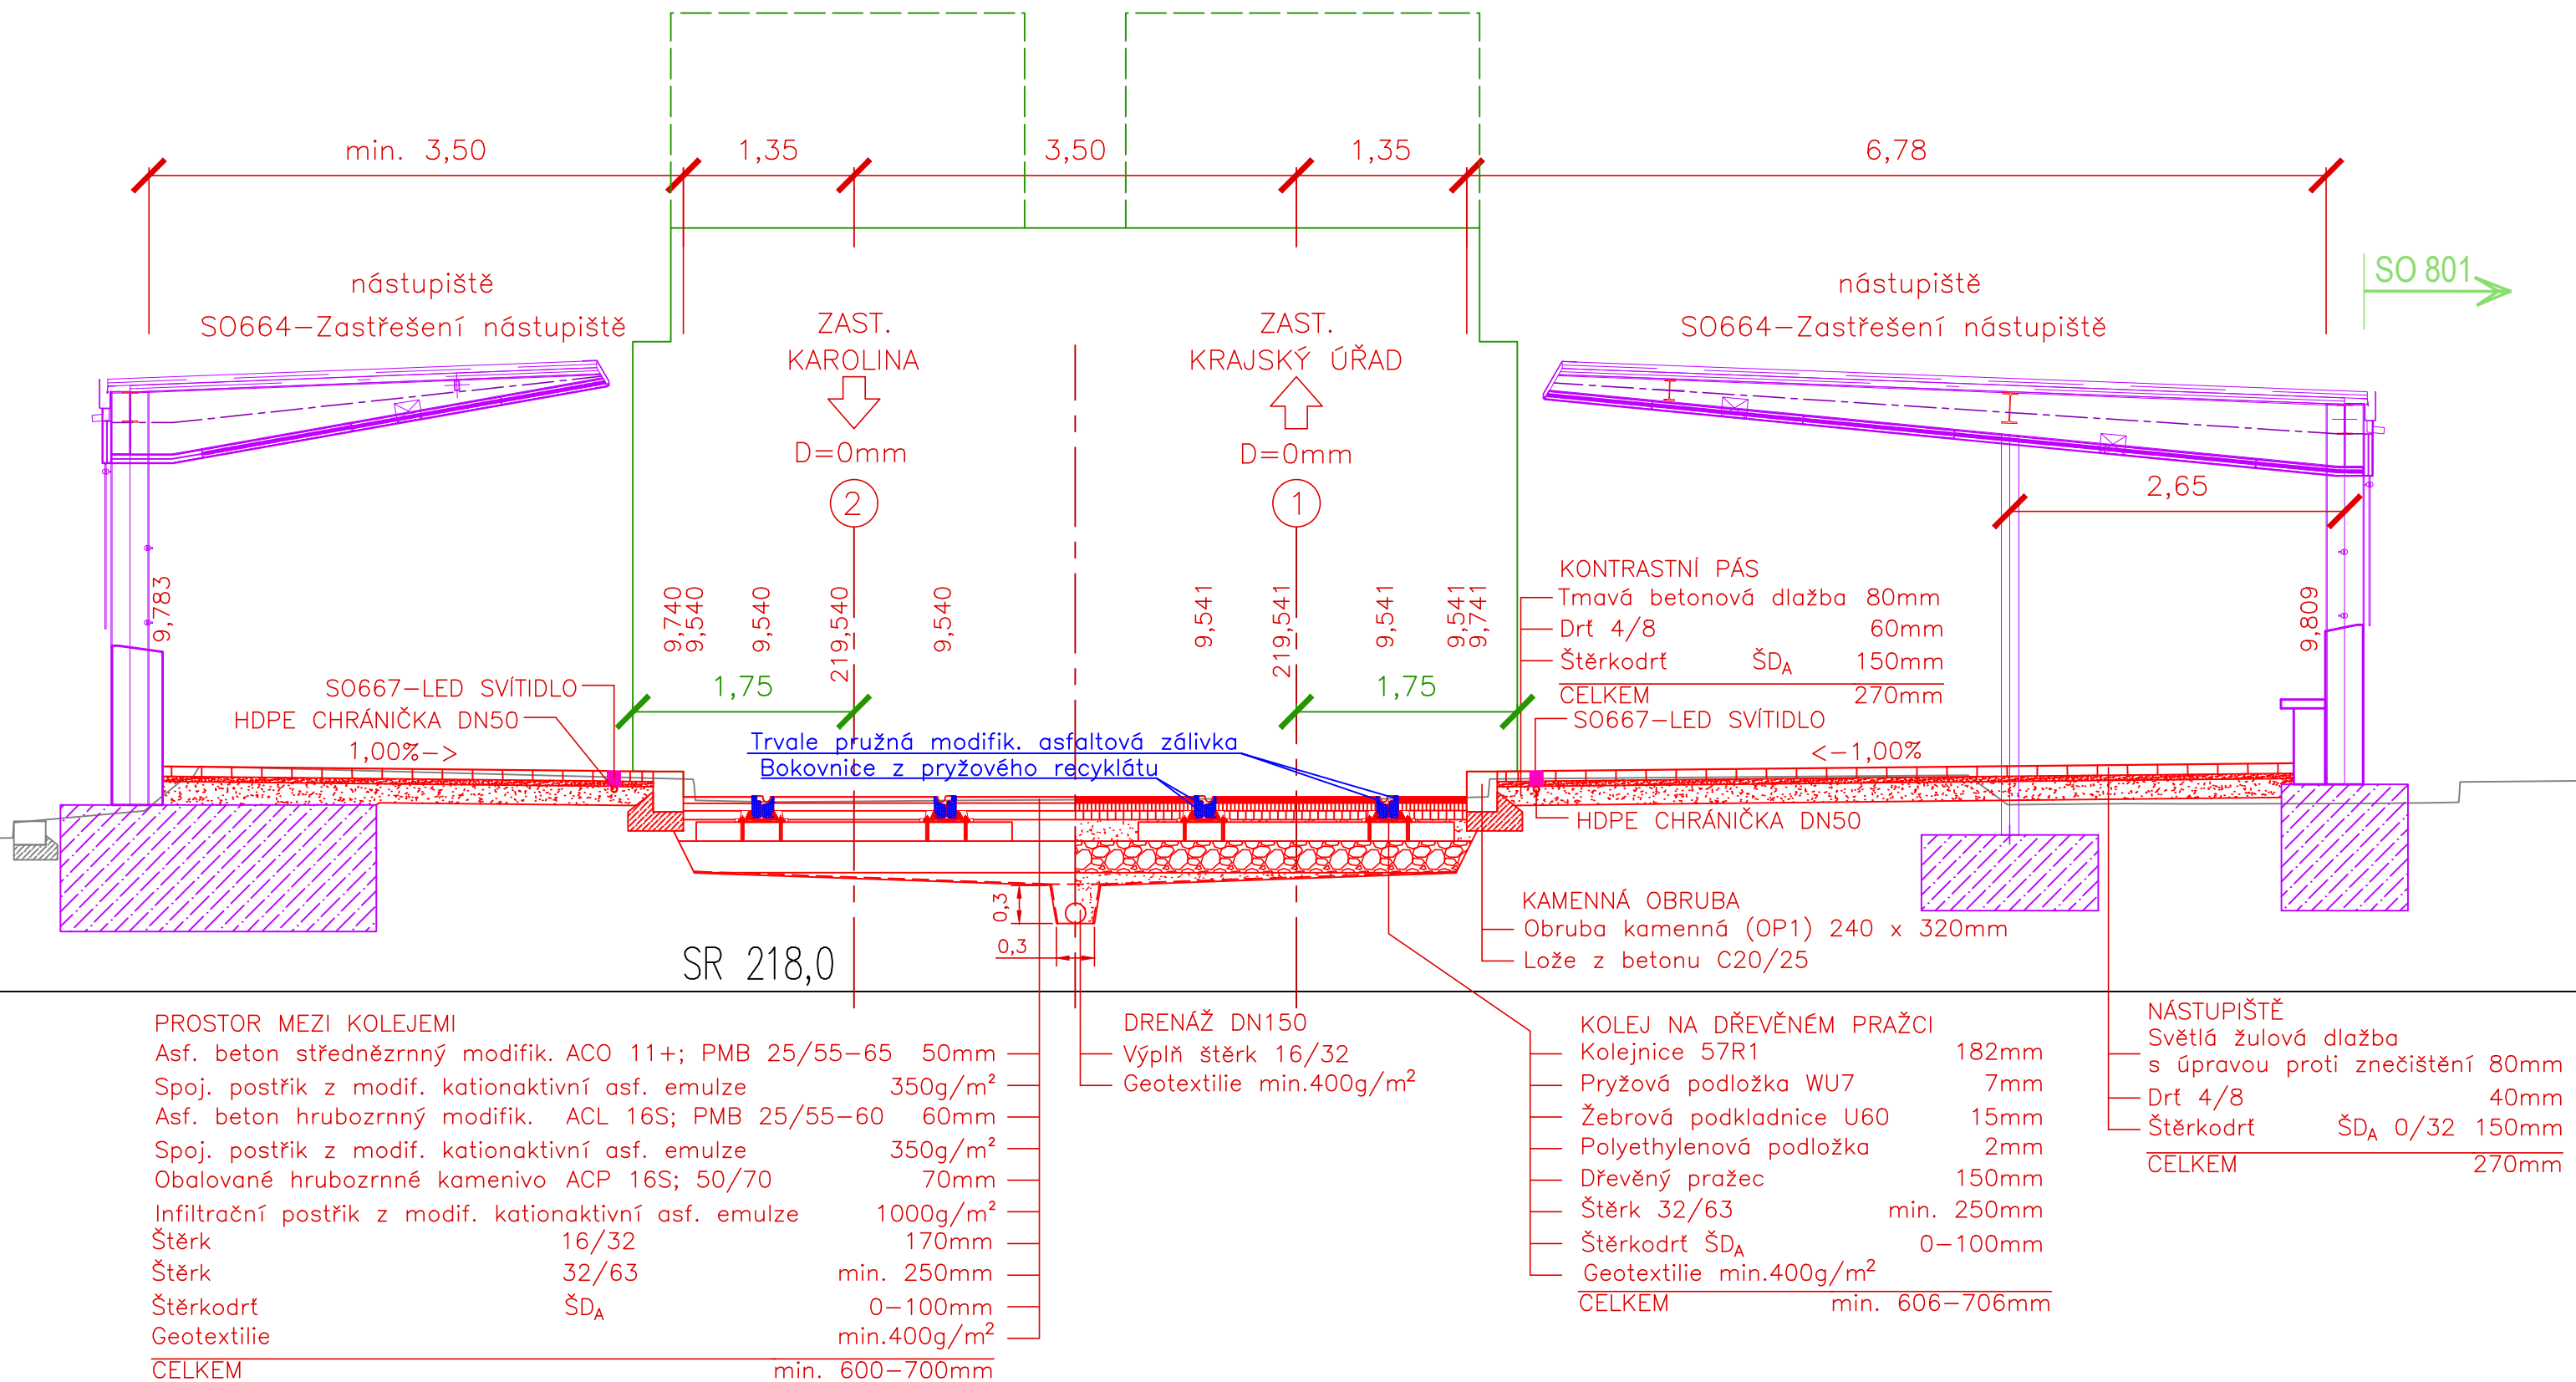 min. 3,50
1,35
3,50
1,35
6,78
SO 801
nástupiště
SO664-Zastřešení nástupiště
ZAST.
KAROLINA
D=0mm
2
ZAST.
KRAJSKÝ ÚŘAD
D=0mm
1
nástupiště
SO664-Zastřešení nástupiště
2,65
9,783
9,740
9,540
9,540
219,540
9,540
9,541
219,541
9,541
9,541
9,741
9,809
KONTRASTNÍ PÁS
Tmavá betonová dlažba 80mm
Drť 4/8 60mm
Štěrkodrť ŠDA 150mm
CELKEM 270mm
SO667-LED SVÍTIDLO
HDPE CHRÁNIČKA DN50
1,00%->
1,75
1,75
SO667-LED SVÍTIDLO
<-1,00%
Trvale pružná modifik. asfaltová zálivka
Bokovnice z pryžového recyklátu
HDPE CHRÁNIČKA DN50
0,3
0,3
KAMENNÁ OBRUBA
Obruba kamenná (OP1) 240 x 320mm
Lože z betonu C20/25
SR 218,0
PROSTOR MEZI KOLEJEMI
Asf. beton střednězrnný modifik. ACO 11+; PMB 25/55-65 50mm
Spoj. postřik z modif. kationaktivní asf. emulze 350g/m²
Asf. beton hrubozrnný modifik. ACL 16S; PMB 25/55-60 60mm
Spoj. postřik z modif. kationaktivní asf. emulze 350g/m²
Obalované hrubozrnné kamenivo ACP 16S; 50/70 70mm
Infiltrační postřik z modif. kationaktivní asf. emulze 1000g/m²
Štěrk 16/32 170mm
Štěrk 32/63 min. 250mm
Štěrkodrť ŠDA 0-100mm
Geotextilie min.400g/m²
CELKEM min. 600-700mm
DRENÁŽ DN150
Výplň štěrk 16/32
Geotextilie min.400g/m²
KOLEJ NA DŘEVĚNÉM PRAŽCI
Kolejnice 57R1 182mm
Pryžová podložka WU7 7mm
Žebrová podkladnice U60 15mm
Polyethylenová podložka 2mm
Dřevěný pražec 150mm
Štěrk 32/63 min. 250mm
Štěrkodrť ŠDA 0-100mm
Geotextilie min.400g/m²
CELKEM min. 606-706mm
NÁSTUPIŠTĚ
Světlá žulová dlažba
s úpravou proti znečištění 80mm
Drť 4/8 40mm
Štěrkodrť ŠDA 0/32 150mm
CELKEM 270mm